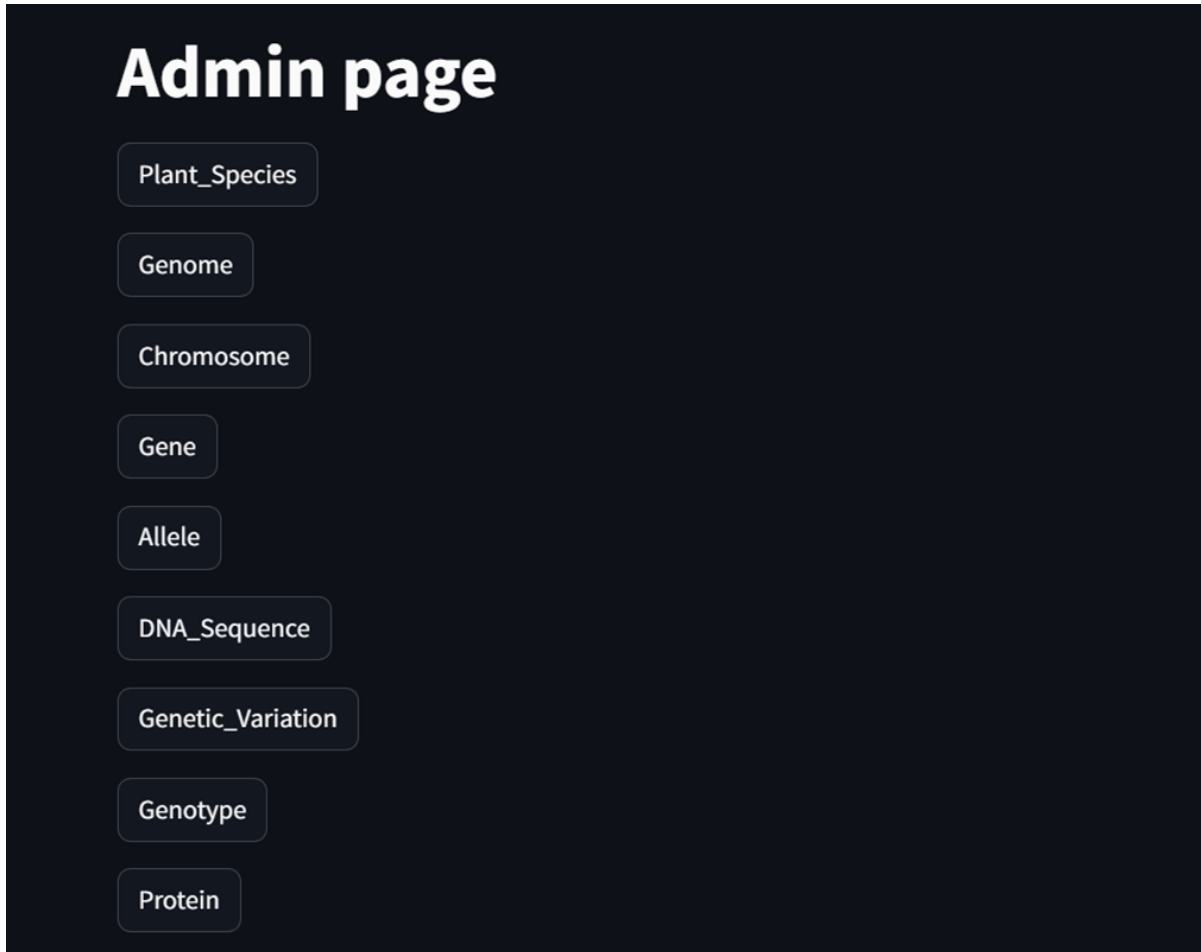 Admin page
Plant_Species
Genome
Chromosome
Gene
Allele
DNA_Sequence
Genetic_Variation
Genotype
Protein